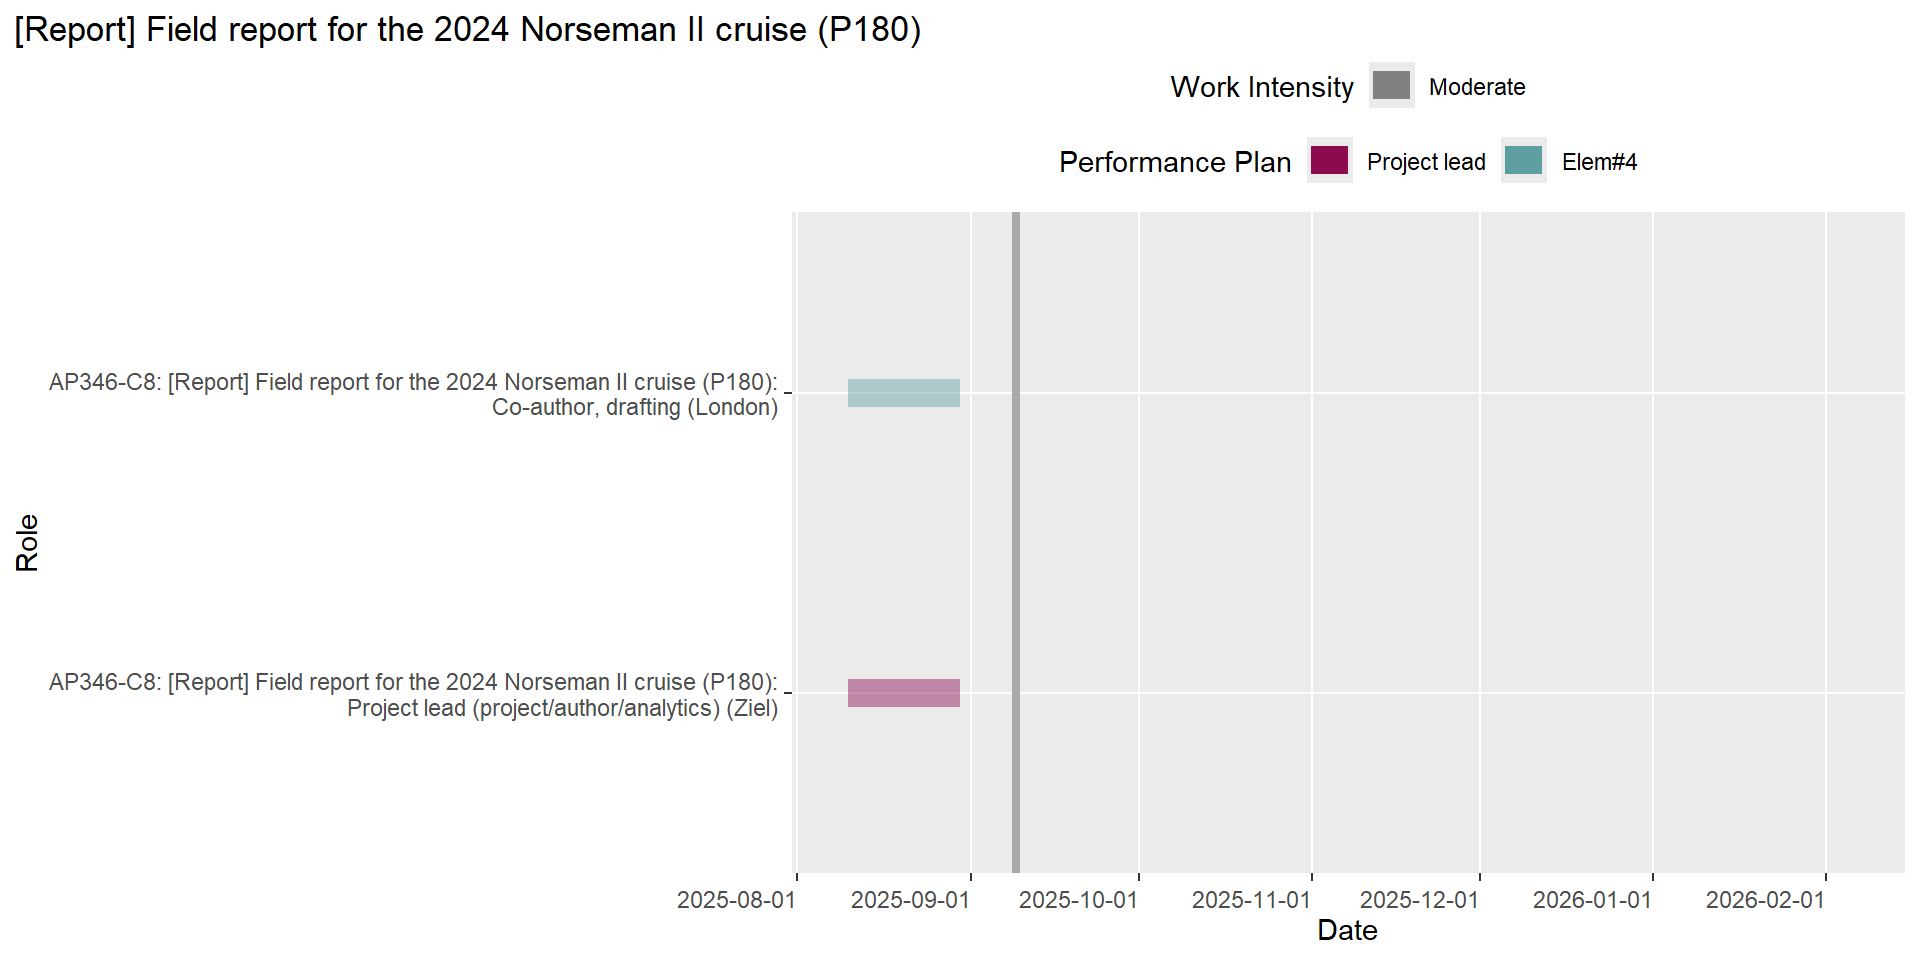 [Report] Field report for the 2024 Norseman II cruise (P180)
Work Intensity Moderate
Performance Plan Project lead Elem#4
AP346-C8: [Report] Field report for the 2024 Norseman II cruise (P180):
Co-author, drafting (London)
Role
AP346-C8: [Report] Field report for the 2024 Norseman II cruise (P180):
Project lead (project/author/analytics) (Ziel)
2025-08-01 2025-09-01 2025-10-01 2025-11-01 2025-12-01 2026-01-01 2026-02-01
Date